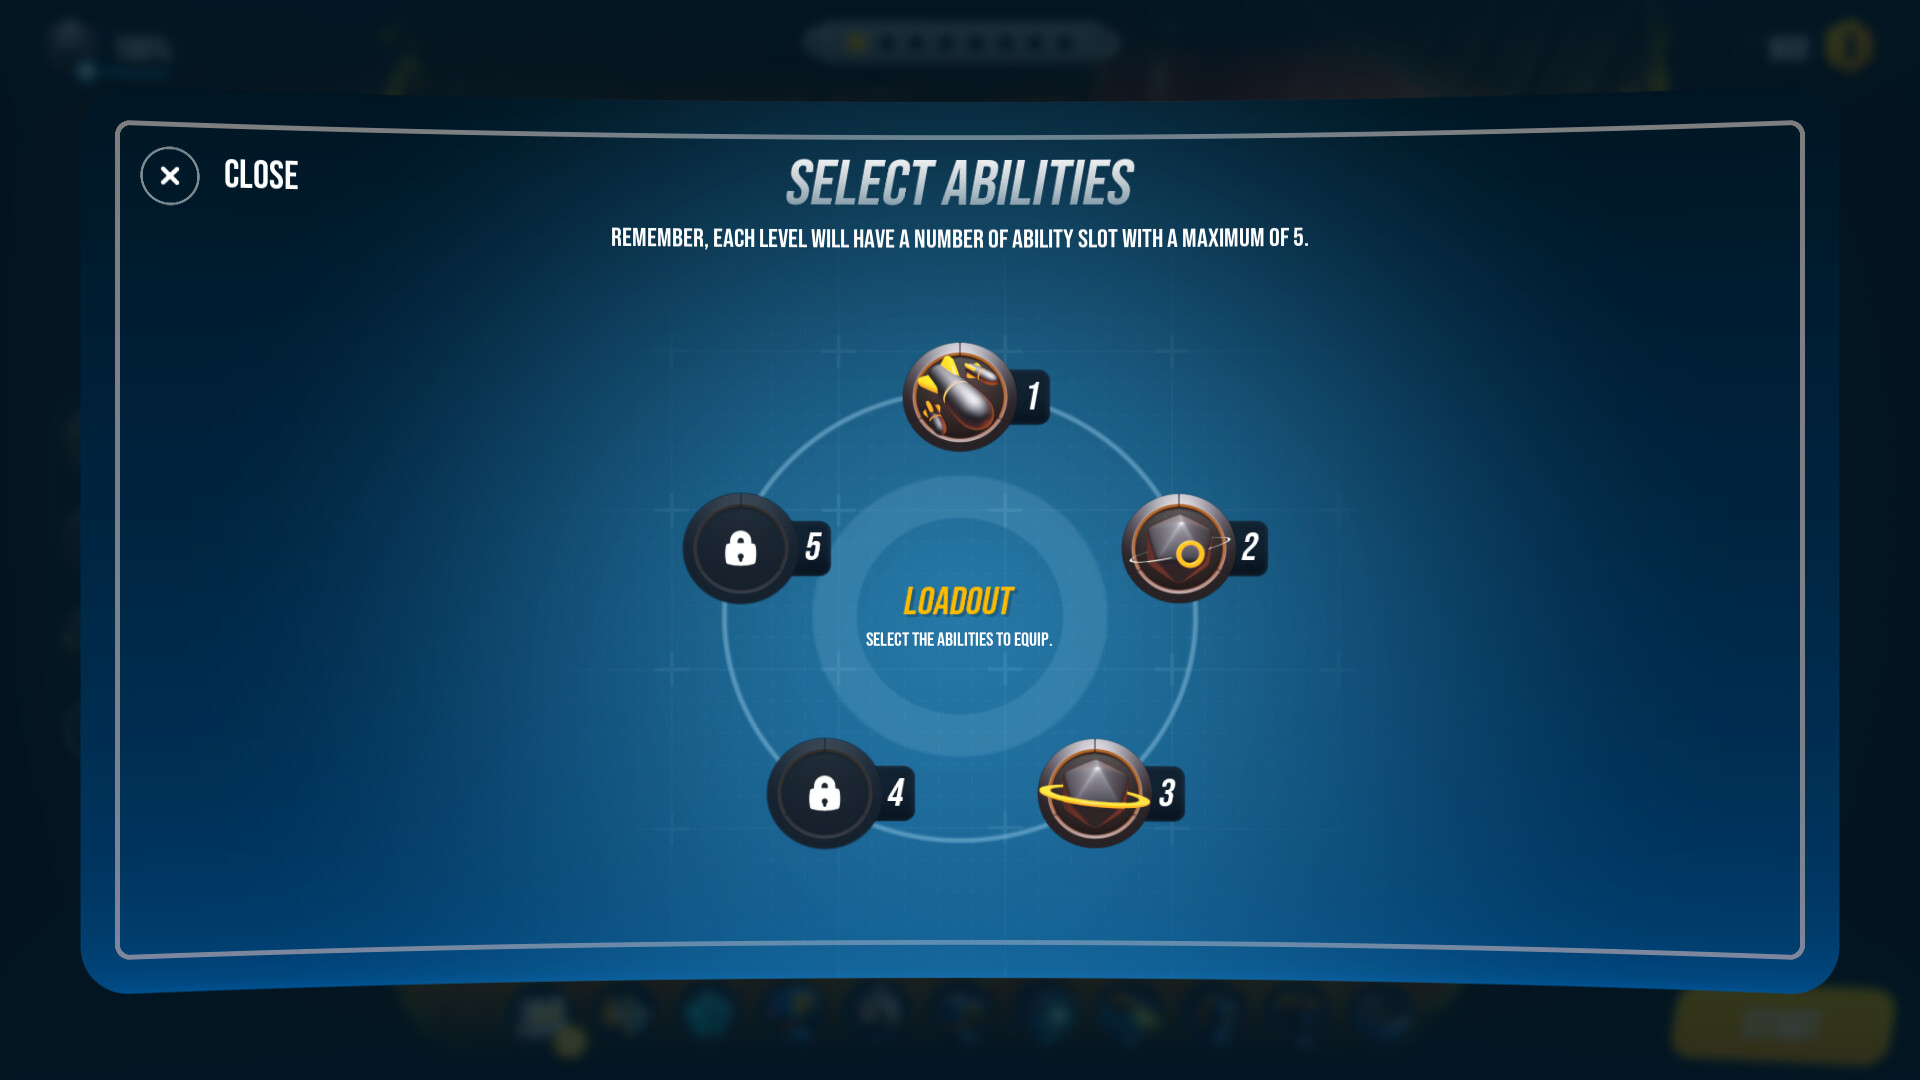 CLOSE
SELECT ABILITIES
REMEMBER, EACH LEVEL WILL HAVE A NUMBER OF ABILITY SLOT WITH A MAXIMUM OF 5.
1
5
2
LOADOUT
SELECT THE ABILITIES TO EQUIP.
4
3